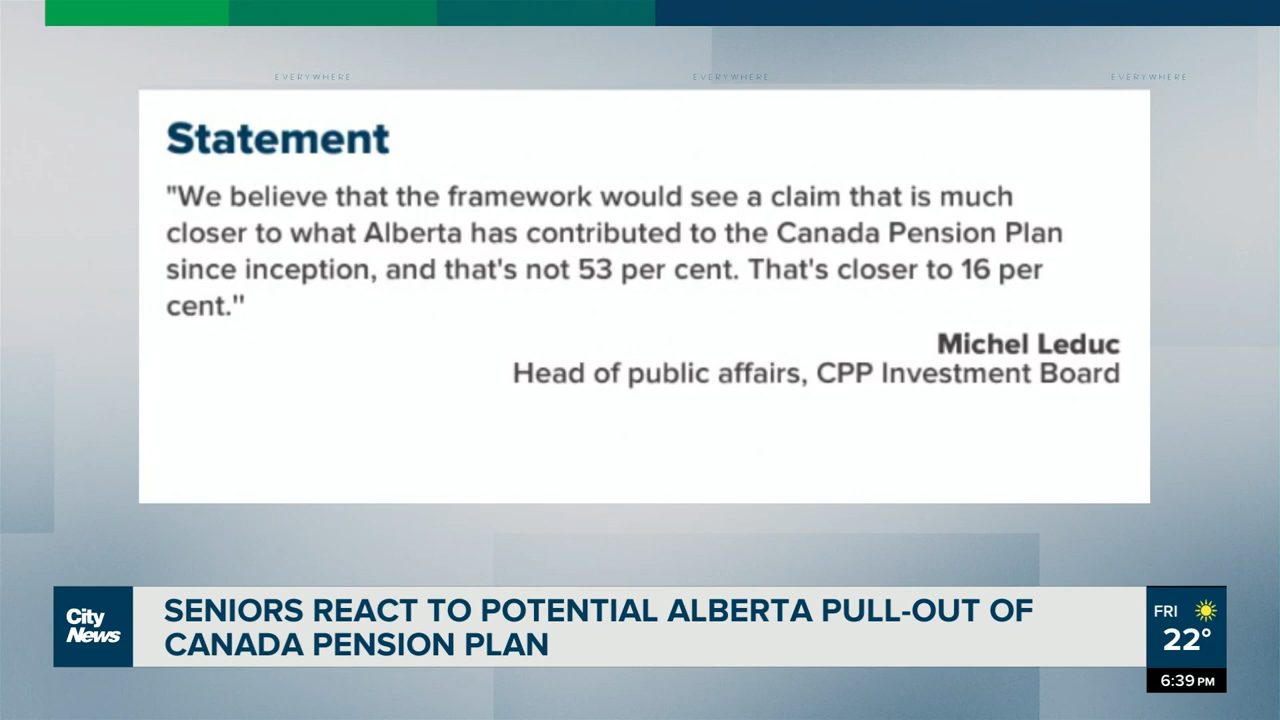 EVERYWHERE EVERYWHERE EVERYWHERE
Statement
"We believe that the framework would see a claim that is much
closer to what Alberta has contributed to the Canada Pension Plan
since inception, and that's not 53 per cent. That's closer to 16 per
cent."
Michel Leduc
Head of public affairs, CPP Investment Board
City
News
SENIORS REACT TO POTENTIAL ALBERTA PULL-OUT OF
CANADA PENSION PLAN
FRI
22°
6:39 PM